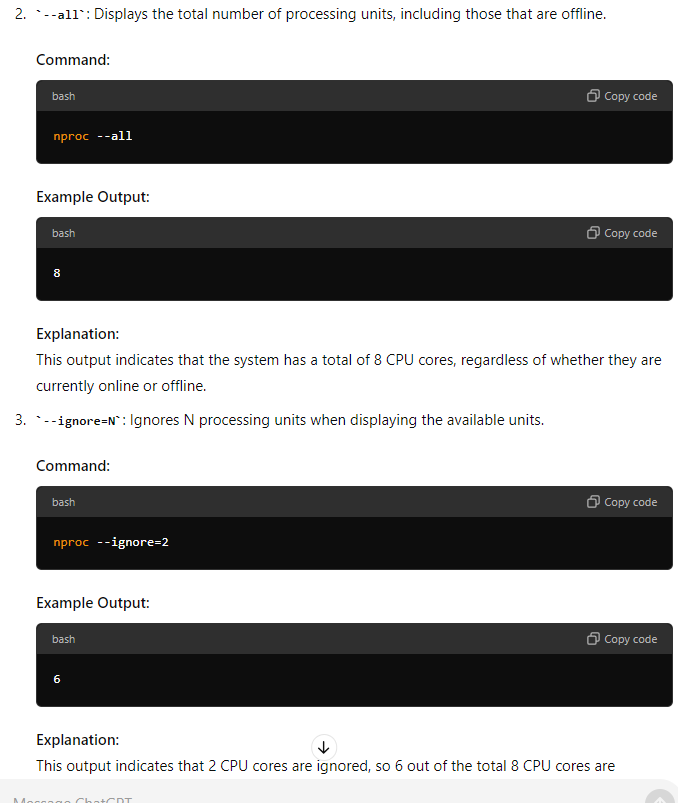 2. `--all`: Displays the total number of processing units, including those that are offline.
Command:
bash Copy code
nproc --all
Example Output:
bash Copy code
8
Explanation:
This output indicates that the system has a total of 8 CPU cores, regardless of whether they are
currently online or offline.
3. `--ignore=N`: Ignores N processing units when displaying the available units.
Command:
bash Copy code
nproc --ignore=2
Example Output:
bash Copy code
6
Explanation:
This output indicates that 2 CPU cores are ignored, so 6 out of the total 8 CPU cores are
Message ChatGPT